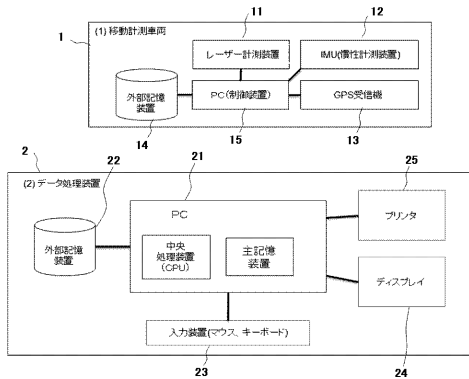 11
12
1
(1) 移動計測車両
レーザー計測装置
IMU(慣性計測装置)
外部記憶
装置
PC(制御装置)
GPS受信機
14
15
13
2
22
21
25
(2) データ処理装置
PC
プリンタ
外部記憶
装置
中央
処理装置
(CPU)
主記憶
装置
ディスプレイ
入力装置(マウス、キーボード)
23
24